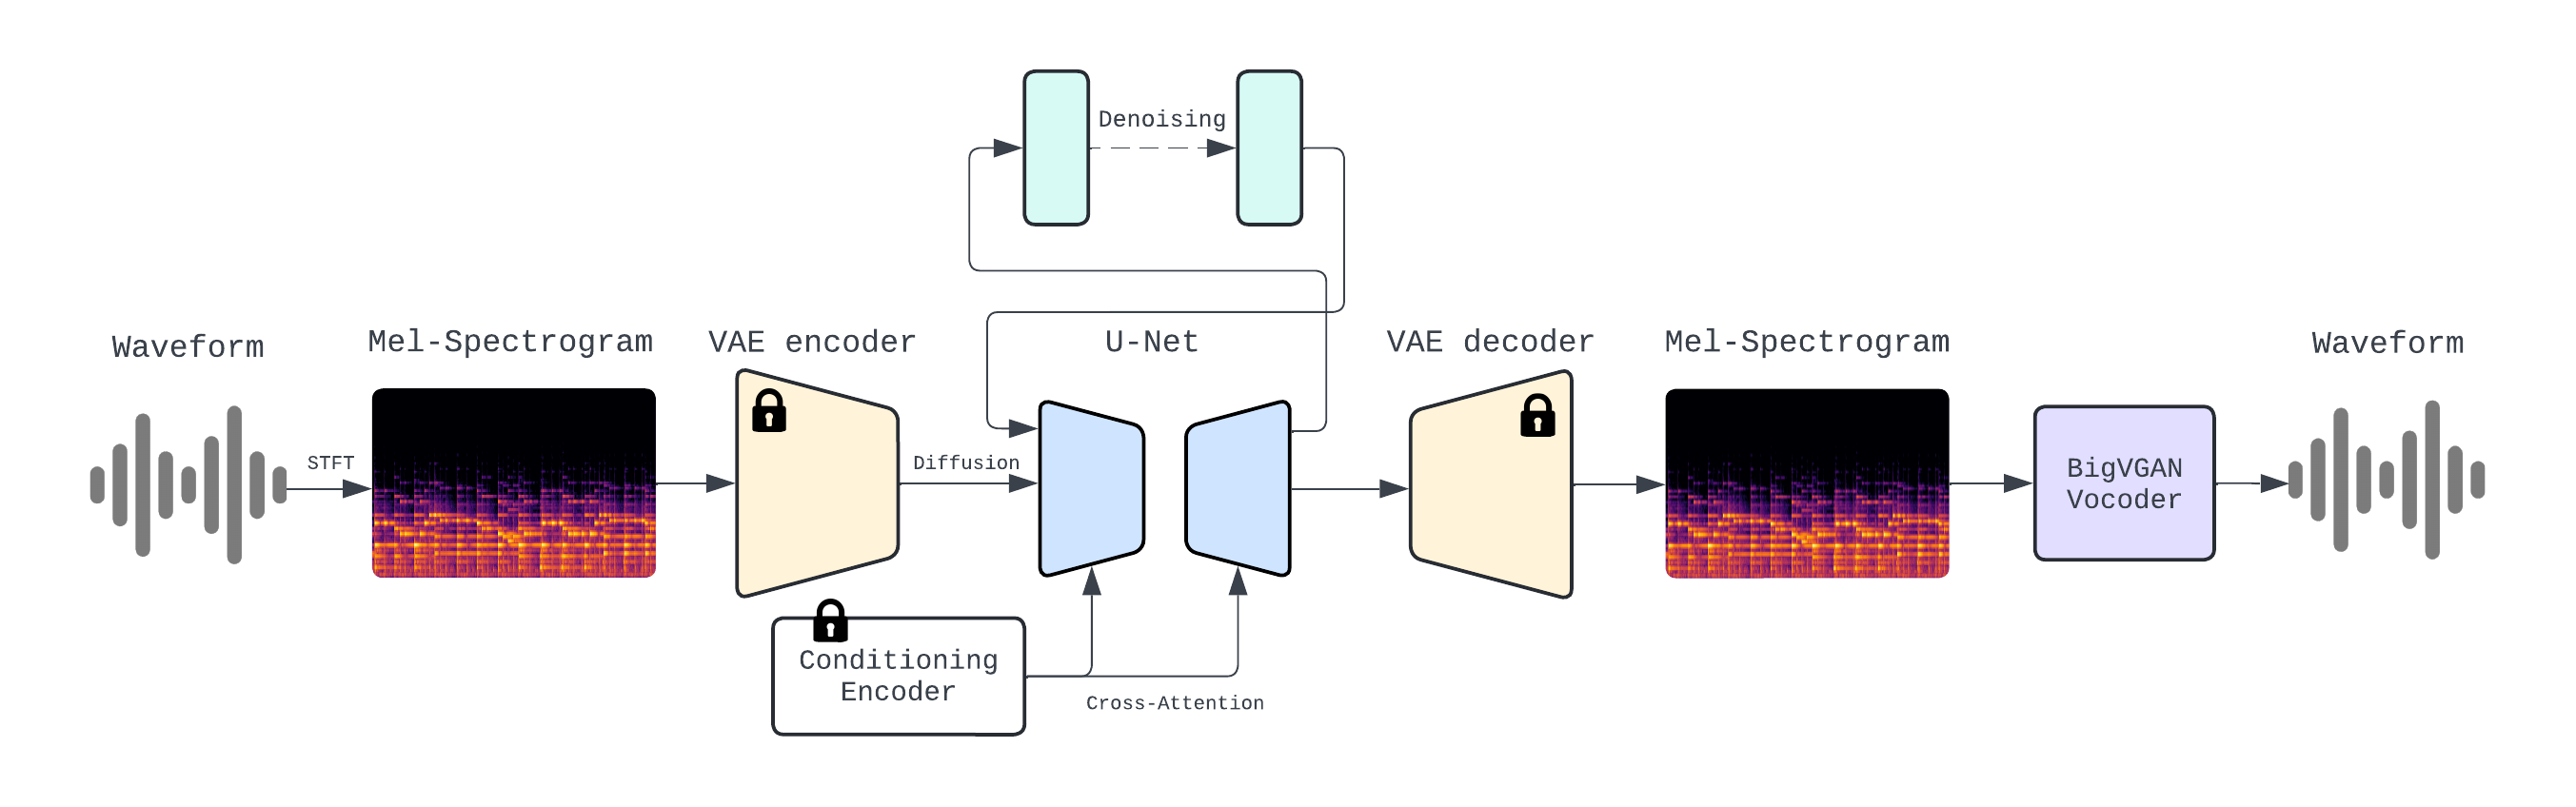 Denoising
Waveform
Mel-Spectrogram
VAE encoder
U-Net
VAE decoder
Mel-Spectrogram
Waveform
STFT
Diffusion
BigVGAN
Vocoder
Conditioning
Encoder
Cross-Attention